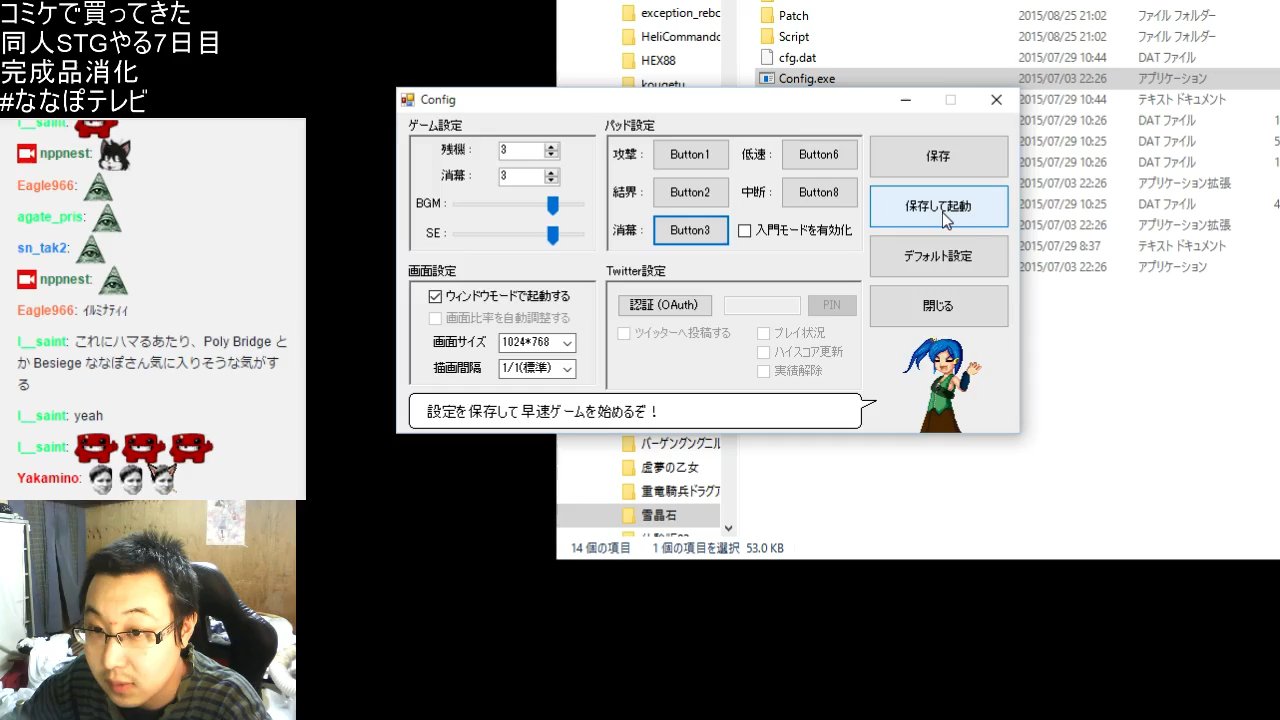 コミケで買ってきた
同人STGやる7日目
完成品消化
#ななぽテレビ
l__saint:
nppnest:
Eagle966:
agate_pris:
sn_tak2:
nppnest:
Eagle966: ｲﾙﾐﾅﾃｨｨ
l__saint: これにハマるあたり、Poly Bridge と
か Besiege ななぽさん気に入りそうな気がす
る
l__saint: yeah
l__saint:
Yakamino:
exception_rebc
HeliCommandc
HEX88
kougetu
Patch 2015/08/25 21:02 ファイル フォルダー
Script 2015/08/25 21:02 ファイル フォルダー
cfg.dat 2015/07/29 10:44 DAT ファイル
Config.exe 2015/07/03 22:26 アプリケーション
2015/07/29 10:44 テキスト ドキュメント
2015/07/29 10:26 DAT ファイル 1
2015/07/29 10:25 DAT ファイル 5
2015/07/29 10:26 DAT ファイル 1
2015/07/03 22:26 アプリケーション拡張
2015/07/29 10:25 DAT ファイル 4
2015/07/03 22:26 アプリケーション拡張
2015/07/29 8:37 テキスト ドキュメント
2015/07/03 22:26 アプリケーション
Config
ゲーム設定
残機： 3
消幕： 3
BGM：
SE：
パッド設定
攻撃： Button1 低速： Button6
結界： Button2 中断： Button8
消幕： Button3 入門モードを有効化
保存
保存して起動
デフォルト設定
閉じる
画面設定
ウィンドウモードで起動する
画面比率を自動調整する
画面サイズ 1024*768
描画間隔 1/1(標準)
Twitter設定
認証 (OAuth) PIN
ツイッターへ投稿する プレイ状況
ハイスコア更新
実績解除
設定を保存して早速ゲームを始めるぞ！
バーゲンゲングニル
虚夢の乙女
重竜騎兵ドラグア
雪晶石
14 個の項目 1 個の項目を選択 53.0 KB